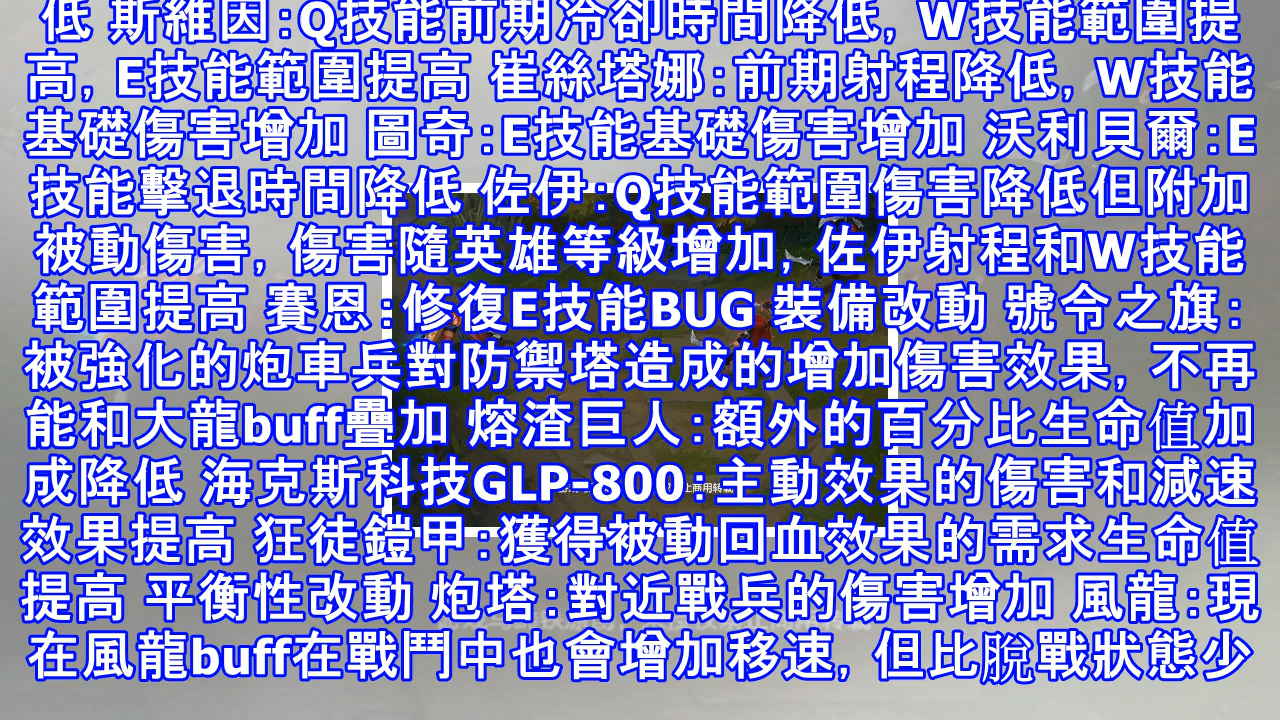 低 斯維因:Q技能前期冷卻時間降低, W技能範圍提
高, E技能範圍提高 崔絲塔娜:前期射程降低, W技能
基礎傷害增加 圖奇:E技能基礎傷害增加 沃利貝爾:E
技能擊退時間降低 佐伊:Q技能範圍傷害降低但附加
被動傷害, 傷害隨英雄等級增加, 佐伊射程和W技能
範圍提高 賽恩:修復E技能BUG 裝備改動 號令之旗:
被強化的炮車兵對防禦塔造成的增加傷害效果, 不再
能和大龍buff疊加 熔渣巨人:額外的百分比生命值加
成降低 海克斯科技GLP-800:主動效果的傷害和減速
效果提高 狂徒鎧甲:獲得被動回血效果的需求生命值
提高 平衡性改動 炮塔:對近戰兵的傷害增加 風龍:現
在風龍buff在戰鬥中也會增加移速, 但比脫戰狀態少